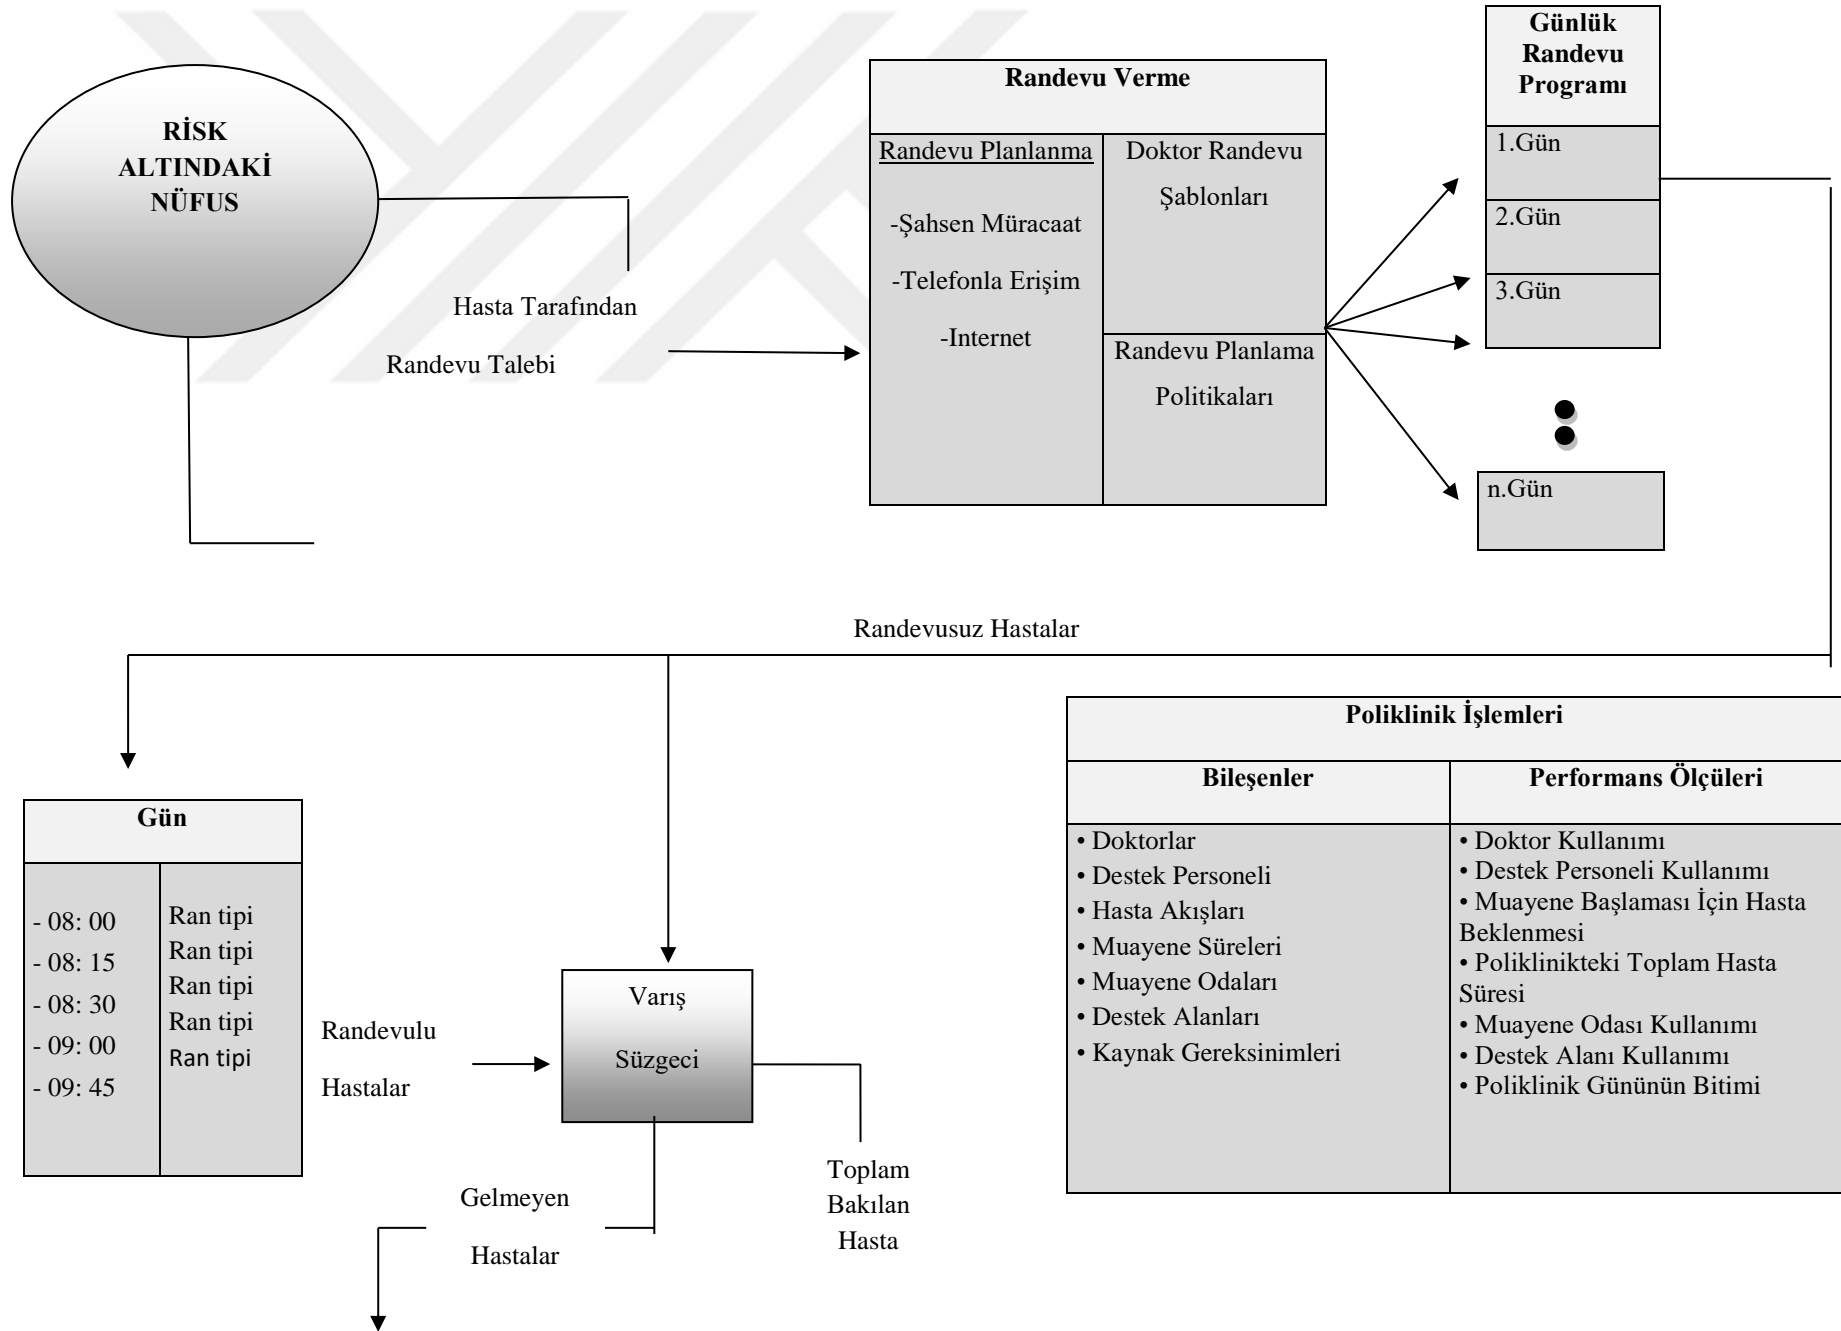 RİSK
ALTINDAKİ
NÜFUS
Hasta Tarafından
Randevu Talebi
Randevu Verme
Randevu Planlanma
-Şahsen Müracaat
-Telefonla Erişim
-Internet
Doktor Randevu
Şablonları
Randevu Planlama
Politikaları
Günlük
Randevu
Programı
1.Gün
2.Gün
3.Gün
n.Gün
Randevusuz Hastalar
Gün
- 08: 00
- 08: 15
- 08: 30
- 09: 00
- 09: 45
Ran tipi
Ran tipi
Ran tipi
Ran tipi
Ran tipi
Randevulu
Hastalar
Varış
Süzgeci
Gelmeyen
Hastalar
Toplam
Bakılan
Hasta
Poliklinik İşlemleri
Bileşenler
• Doktorlar
• Destek Personeli
• Hasta Akışları
• Muayene Süreleri
• Muayene Odaları
• Destek Alanları
• Kaynak Gereksinimleri
Performans Ölçüleri
• Doktor Kullanımı
• Destek Personeli Kullanımı
• Muayene Başlaması İçin Hasta
Beklenmesi
• Poliklinikteki Toplam Hasta
Süresi
• Muayene Odası Kullanımı
• Destek Alanı Kullanımı
• Poliklinik Gününün Bitimi